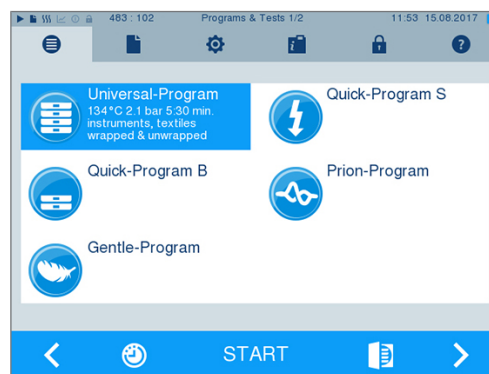 483 : 102 Programs & Tests 1/2 11:53 15.08.2017
i
?
Universal-Program
134°C 2.1 bar 5:30 min.
instruments, textiles
wrapped & unwrapped
Quick-Program S
Quick-Program B
Prion-Program
Gentle-Program
START